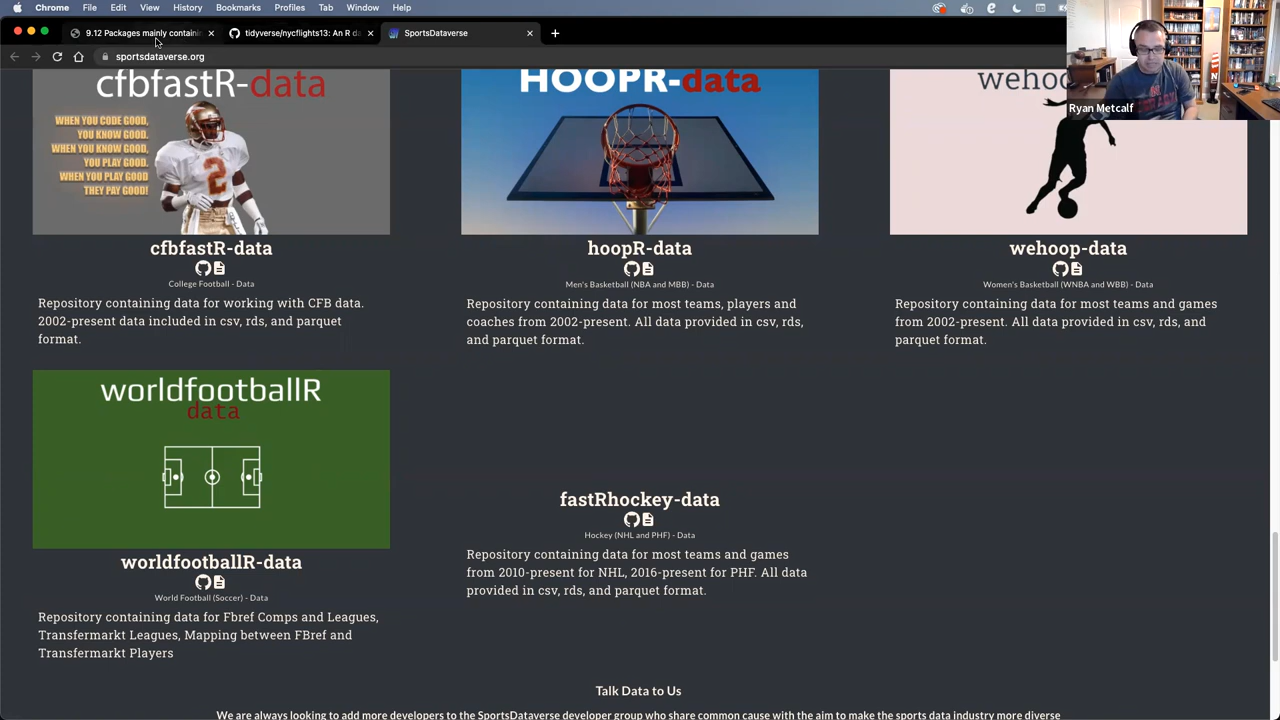 Chrome File Edit View History Bookmarks Profiles Tab Window Help
9.12 Packages mainly containin
tidyverse/nycflights13: An R d
SportsDataverse
sportsdataverse.org
Ryan Metcalf
cfbfastR-data
WHEN YOU CODE GOOD,
YOU KNOW GOOD.
WHEN YOU KNOW GOOD,
YOU PLAY GOOD.
WHEN YOU PLAY GOOD
THEY PAY GOOD!
2
cfbfastR-data
College Football - Data
Repository containing data for working with CFB data.
2002-present data included in csv, rds, and parquet
format.
HOOPR-data
hoopR-data
Men's Basketball (NBA and MBB) - Data
Repository containing data for most teams, players and
coaches from 2002-present. All data provided in csv, rds,
and parquet format.
wehoo
wehoop-data
Women's Basketball (WNBA and WBB) - Data
Repository containing data for most teams and games
from 2002-present. All data provided in csv, rds, and
parquet format.
worldfootballR
data
worldfootballR-data
World Football (Soccer) - Data
Repository containing data for Fbref Comps and Leagues,
Transfermarkt Leagues, Mapping between FBref and
Transfermarkt Players
fastRhockey-data
Hockey (NHL and PHF) - Data
Repository containing data for most teams and games
from 2010-present for NHL, 2016-present for PHF. All data
provided in csv, rds, and parquet format.
Talk Data to Us
We are always looking to add more developers to the SportsDataverse developer group who share common cause with the aim to make the sports data industry more diverse